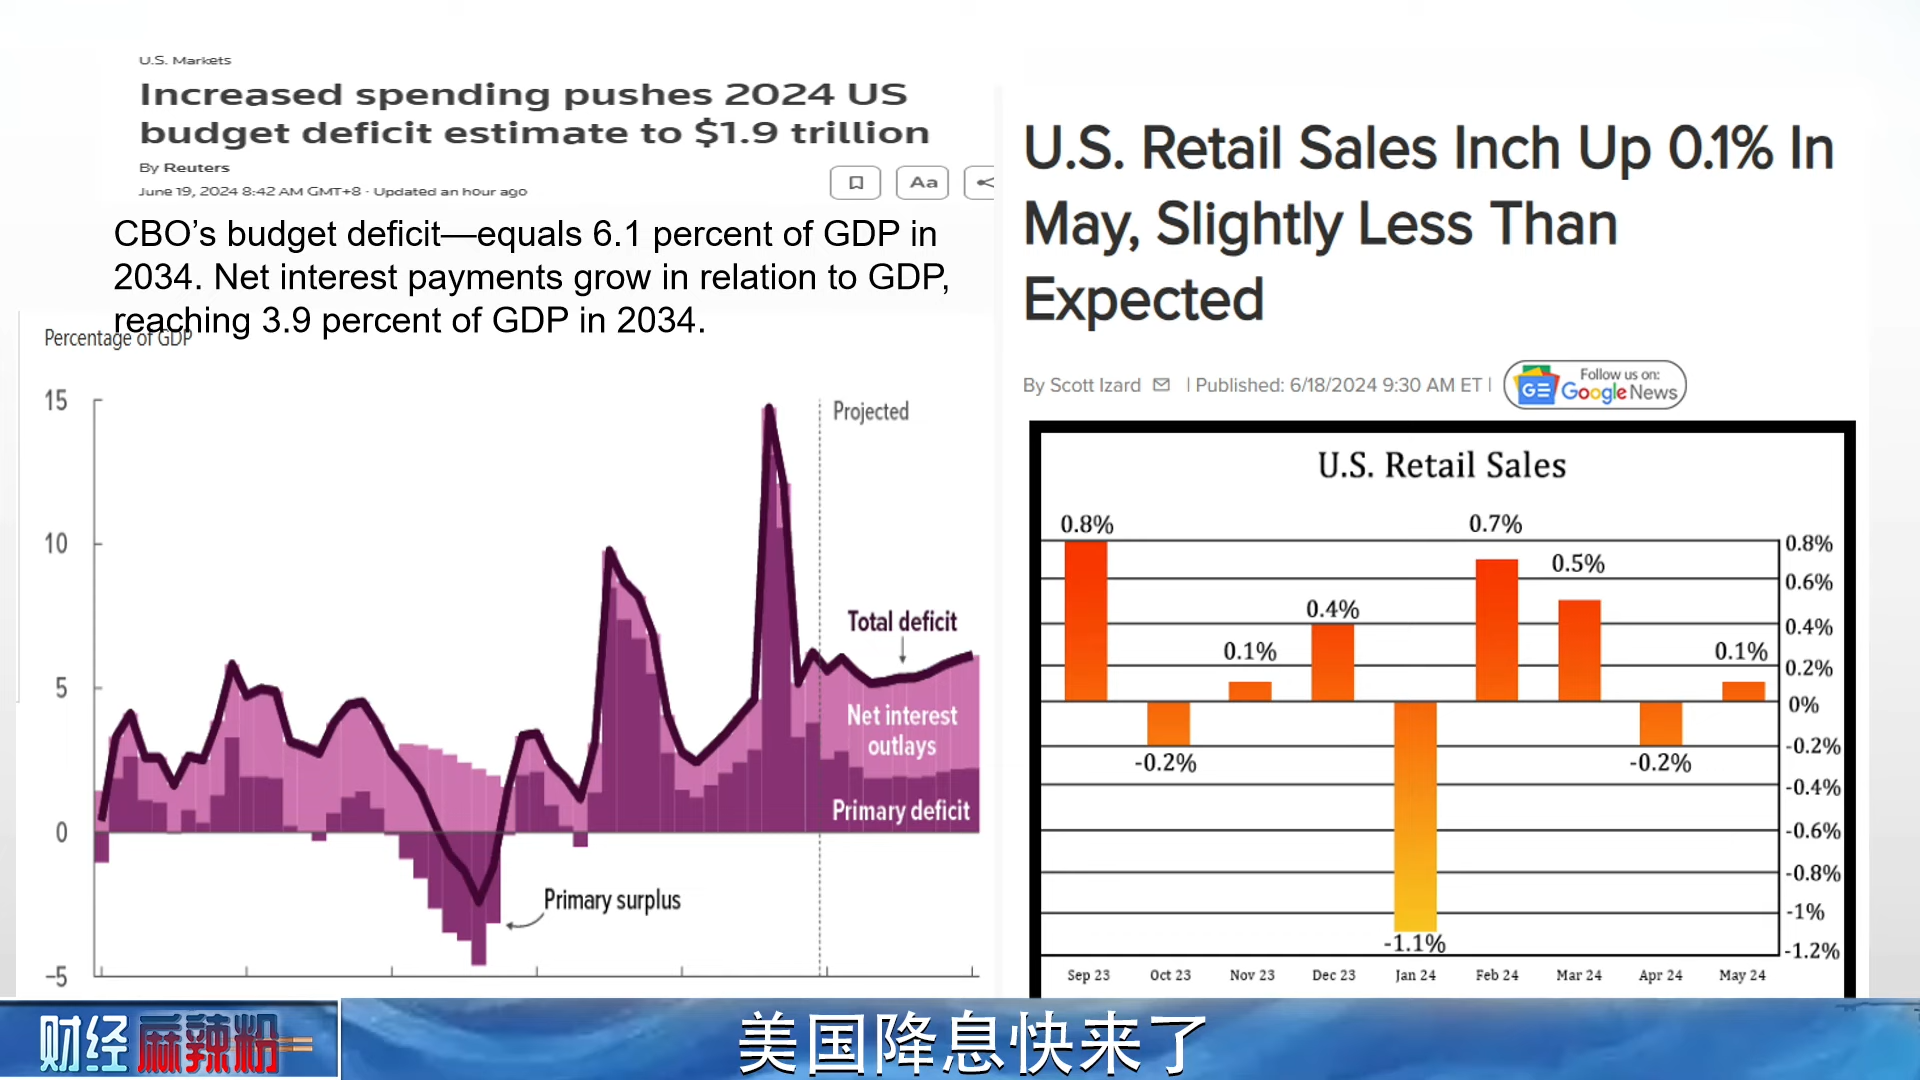 U.S. Markets
Increased spending pushes 2024 US
budget deficit estimate to $1.9 trillion
By Reuters
June 19, 2024 8:42 AM GMT+8 · Updated an hour ago
Aa
CBO’s budget deficit—equals 6.1 percent of GDP in
2034. Net interest payments grow in relation to GDP,
reaching 3.9 percent of GDP in 2034.
Percentage of GDP
15
10
5
0
−5
Projected
Total deficit
Net interest
outlays
Primary deficit
Primary surplus
U.S. Retail Sales Inch Up 0.1% In
May, Slightly Less Than
Expected
By Scott Izard | Published: 6/18/2024 9:30 AM ET |
Follow us on:
GE Google News
U.S. Retail Sales
0.8%
-0.2%
0.1%
0.4%
-1.1%
0.7%
0.5%
-0.2%
0.1%
0.8%
0.6%
0.4%
0.2%
0%
-0.2%
-0.4%
-0.6%
-0.8%
-1%
-1.2%
Sep 23 Oct 23 Nov 23 Dec 23 Jan 24 Feb 24 Mar 24 Apr 24 May 24
财经麻辣粉
美国降息快来了